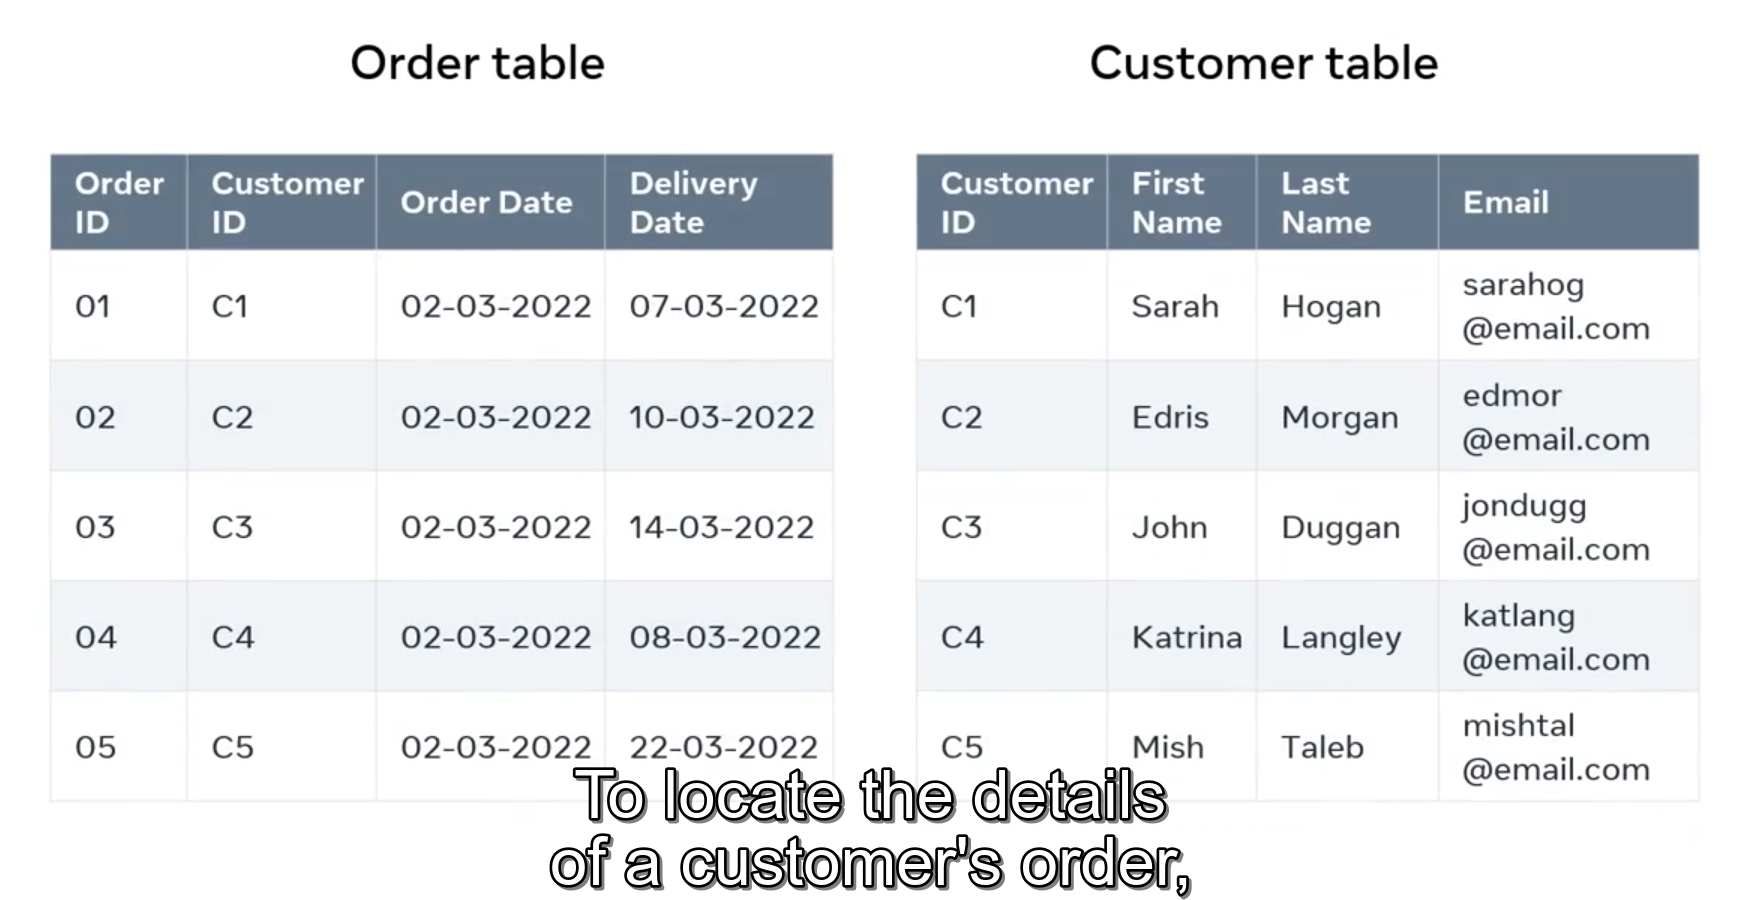 Order table
Order ID Customer ID Order Date Delivery Date
01 C1 02-03-2022 07-03-2022
02 C2 02-03-2022 10-03-2022
03 C3 02-03-2022 14-03-2022
04 C4 02-03-2022 08-03-2022
05 C5 02-03-2022 22-03-2022
Customer table
Customer ID First Name Last Name Email
C1 Sarah Hogan sarahog @email.com
C2 Edris Morgan edmor @email.com
C3 John Duggan jondugg @email.com
C4 Katrina Langley katlang @email.com
C5 Mish Taleb mishtal @email.com
To locate the details
of a customer's order,